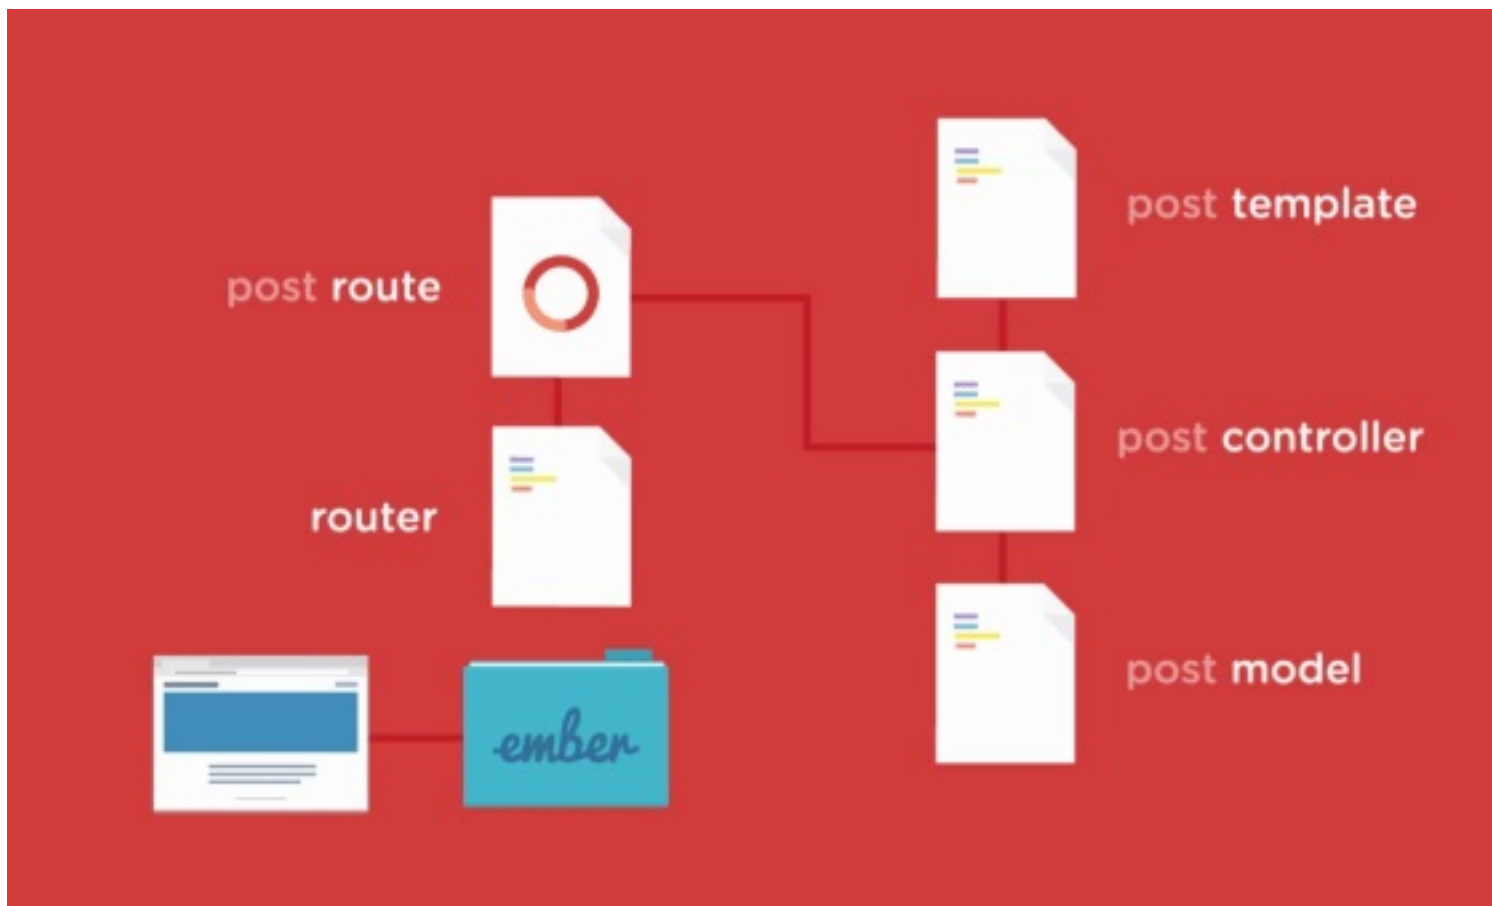 post template
post route
post controller
router
post model
ember